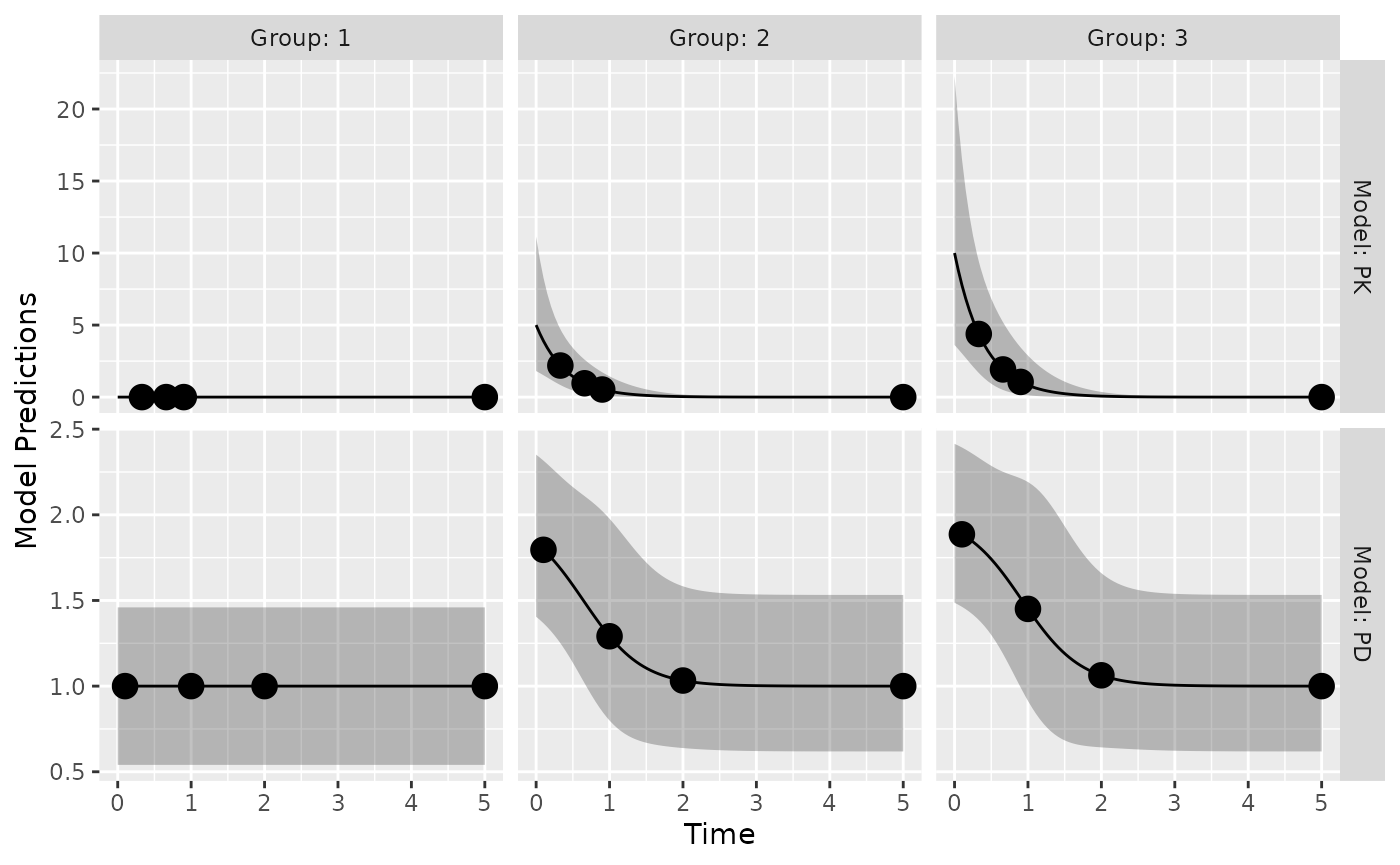 Group: 1
Group: 2
Group: 3
20
15
10
5
0
Model: PK
Model Predictions
2.5
2.0
1.5
1.0
0.5
Model: PD
0 1 2 3 4 5
0 1 2 3 4 5
0 1 2 3 4 5
Time